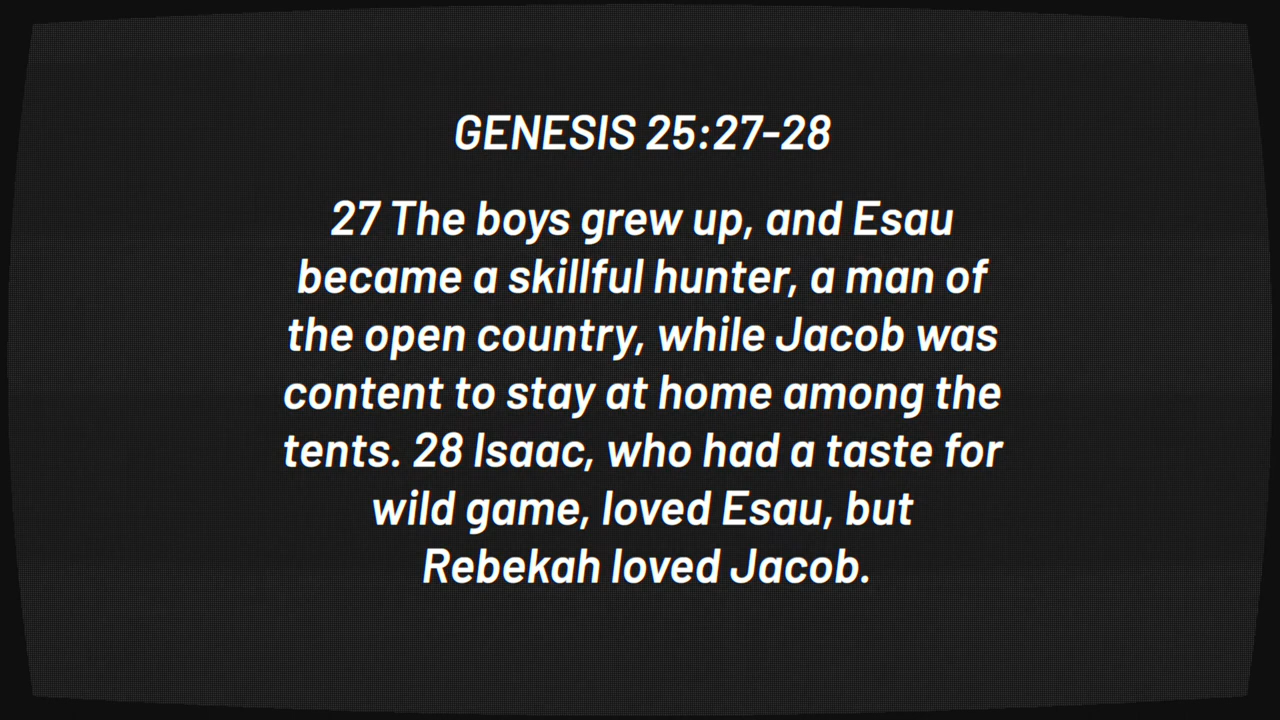 GENESIS 25:27-28
27 The boys grew up, and Esau
became a skillful hunter, a man of
the open country, while Jacob was
content to stay at home among the
tents. 28 Isaac, who had a taste for
wild game, loved Esau, but
Rebekah loved Jacob.